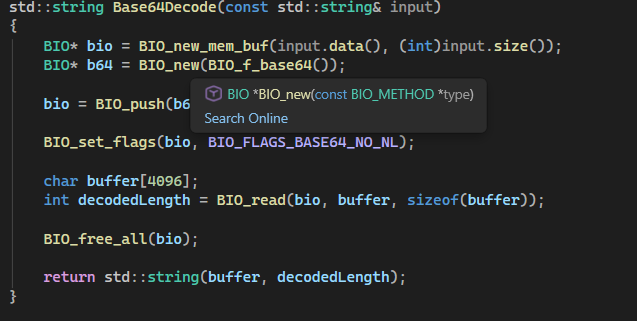 std::string Base64Decode(const std::string& input)
{
BIO* bio = BIO_new_mem_buf(input.data(), (int)input.size());
BIO* b64 = BIO_new(BIO_f_base64());
BIO *BIO_new(const BIO_METHOD *type)
Search Online
bio = BIO_push(b6
BIO_set_flags(bio, BIO_FLAGS_BASE64_NO_NL);
char buffer[4096];
int decodedLength = BIO_read(bio, buffer, sizeof(buffer));
BIO_free_all(bio);
return std::string(buffer, decodedLength);
}